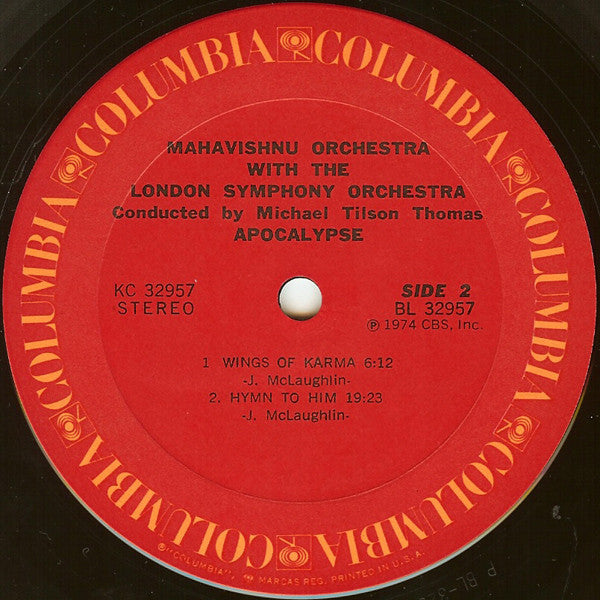 COLUMBIA COLUMBIA COLUMBIA COLUMBIA COLUMBIA COLUMBIA
MAHAVISHNU ORCHESTRA
WITH THE
LONDON SYMPHONY ORCHESTRA
Conducted by Michael Tilson Thomas
APOCALYPSE
KC 32957
STEREO
SIDE 2
BL 32957
Ⓟ 1974 CBS, Inc.
1 WINGS OF KARMA 6:12
-J. McLaughlin-
2. HYMN TO HIM 19:23
-J. McLaughlin-
®"COLUMBIA", MARCAS REG. PRINTED IN U.S.A.